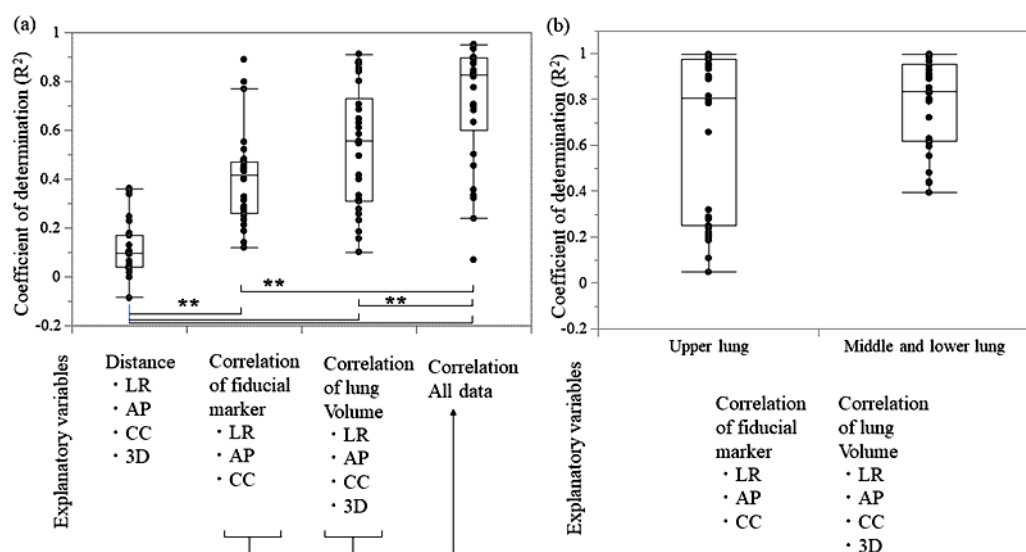 (a)
Coefficient of determination (R²)
1
0.8
0.6
0.4
0.2
0
-0.2
**
**
**
Explanatory variables
Distance
・LR
・AP
・CC
・3D
Correlation
of fiducial
marker
・LR
・AP
・CC
Correlation
of lung
Volume
・LR
・AP
・CC
・3D
Correlation
All data
(b)
Coefficient of determination (R²)
1
0.8
0.6
0.4
0.2
0
-0.2
Upper lung
Middle and lower lung
Explanatory variables
Correlation
of fiducial
marker
・LR
・AP
・CC
Correlation
of lung
Volume
・LR
・AP
・CC
・3D